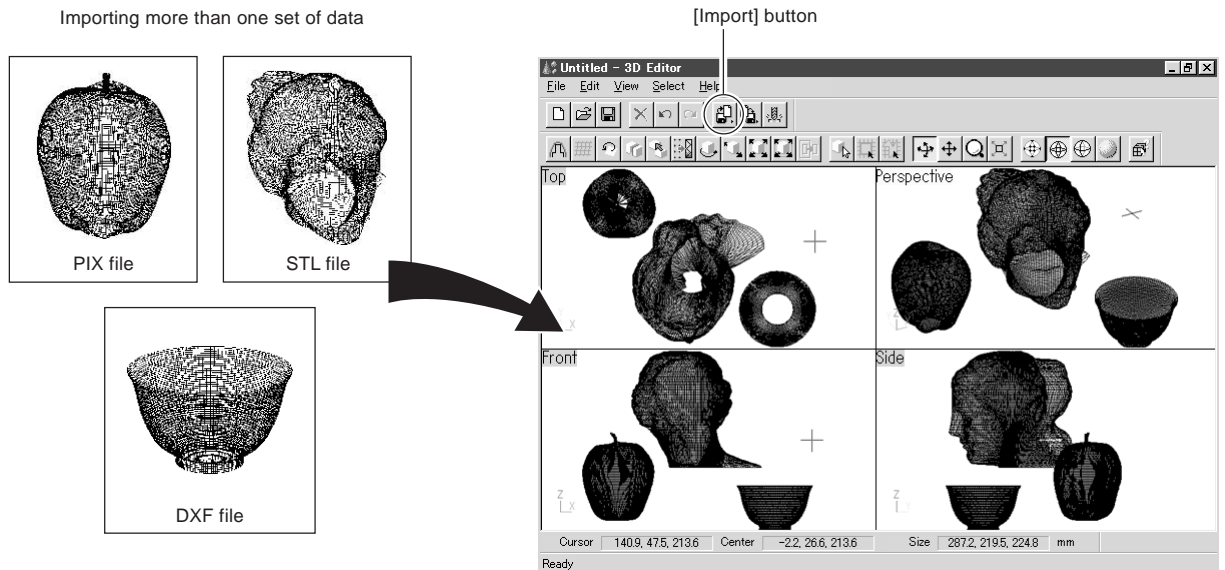 Importing more than one set of data
[Import] button
PIX file
STL file
DXF file
Untitled - 3D Editor
File Edit View Select Help
Top
Perspective
Front
Side
X
Z
X
Z
Cursor 140.9, 47.5, 213.6 Center -2.2, 26.6, 213.6 Size 287.2, 219.5, 224.8 mm
Ready